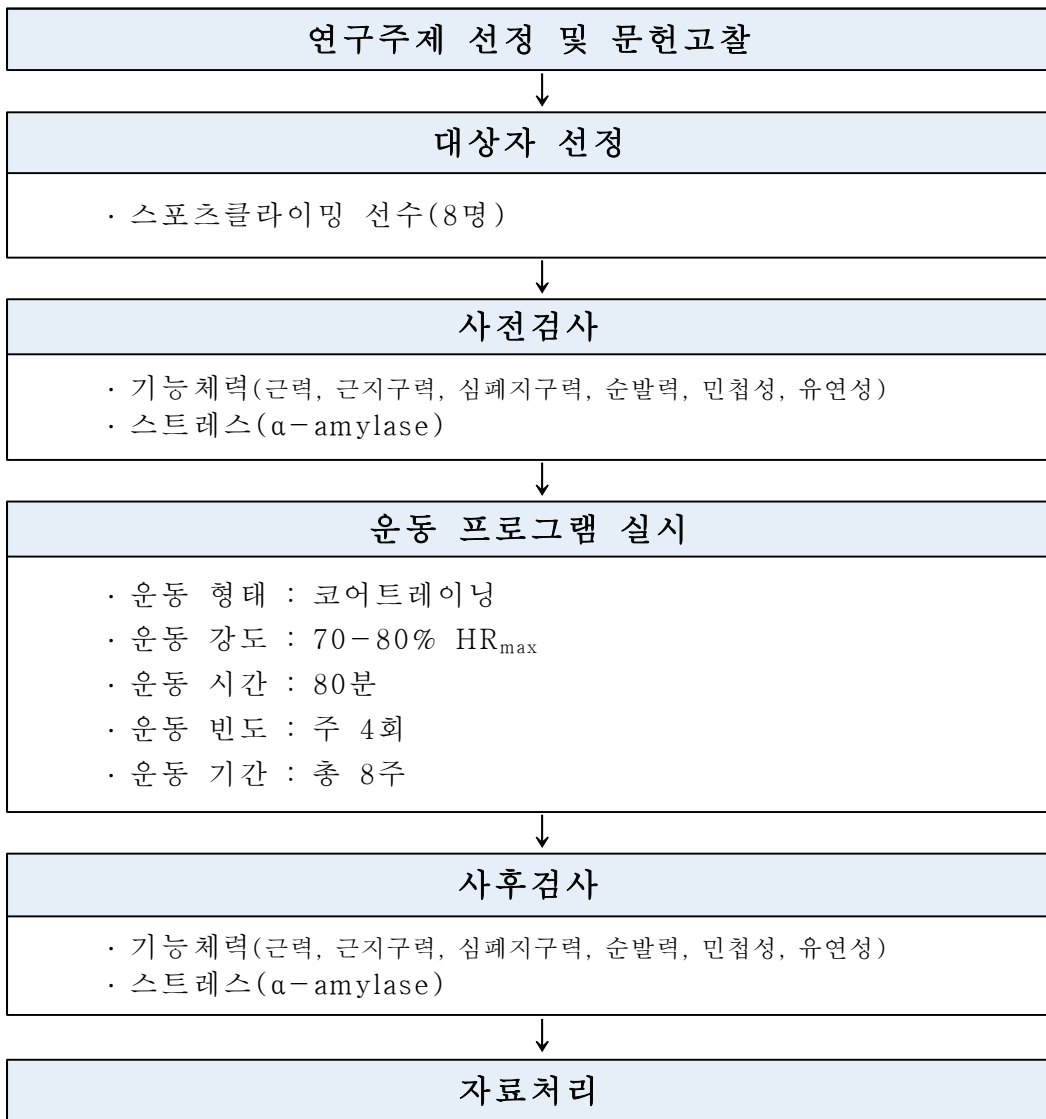 연구주제 선정 및 문헌고찰
대상자 선정
· 스포츠클라이밍 선수(8명)
사전검사
· 기능체력(근력, 근지구력, 심폐지구력, 순발력, 민첩성, 유연성)
· 스트레스(α-amylase)
운동 프로그램 실시
· 운동 형태 : 코어트레이닝
· 운동 강도 : 70-80% HRmax
· 운동 시간 : 80분
· 운동 빈도 : 주 4회
· 운동 기간 : 총 8주
사후검사
· 기능체력(근력, 근지구력, 심폐지구력, 순발력, 민첩성, 유연성)
· 스트레스(α-amylase)
자료처리